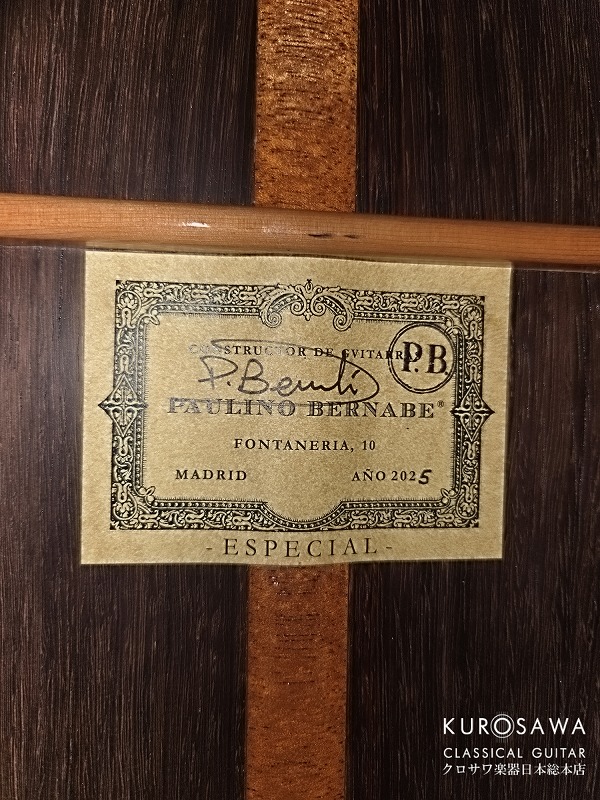 CONSTRUCTOR DE GVITARRAS
P.B.
P. Bernabé
PAULINO BERNABE®
FONTANERIA, 10
MADRID AÑO 2025
- ESPECIAL -
KUROSAWA
CLASSICAL GUITAR
クロサワ楽器日本総本店